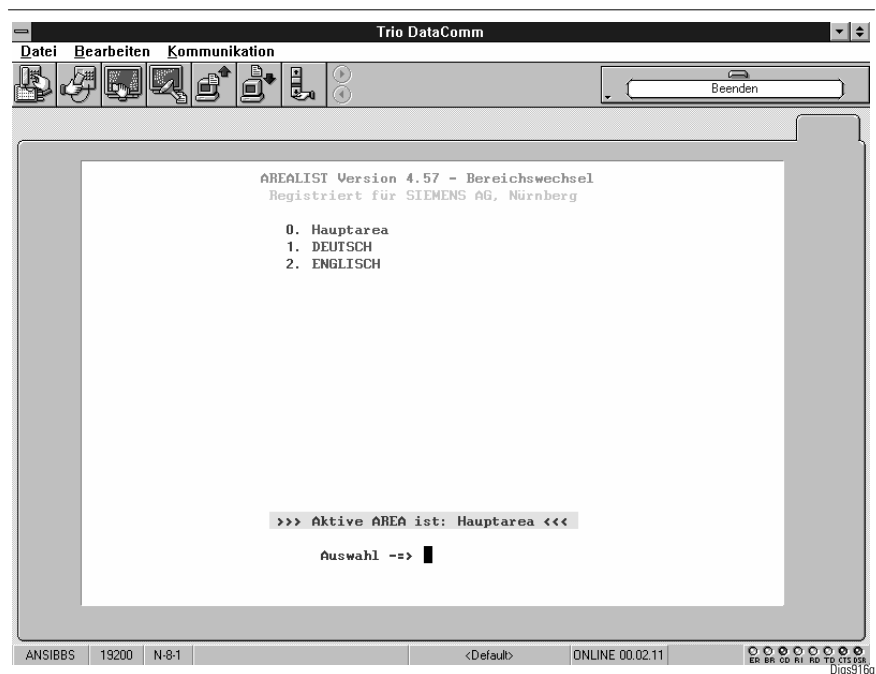 Trio DataComm
Datei Bearbeiten Kommunikation
Beenden
AREALIST Version 4.57 - Bereichswechsel
Registriert für SIEMENS AG, Nürnberg
0. Hauptarea
1. DEUTSCH
2. ENGLISCH
>>> Aktive AREA ist: Hauptarea <<<
Auswahl -=>
ANSIBBS 19200 N-8-1 <Default> ONLINE 00.02.11
ER BR CD RI RD TD CTS DSR
Digs916g